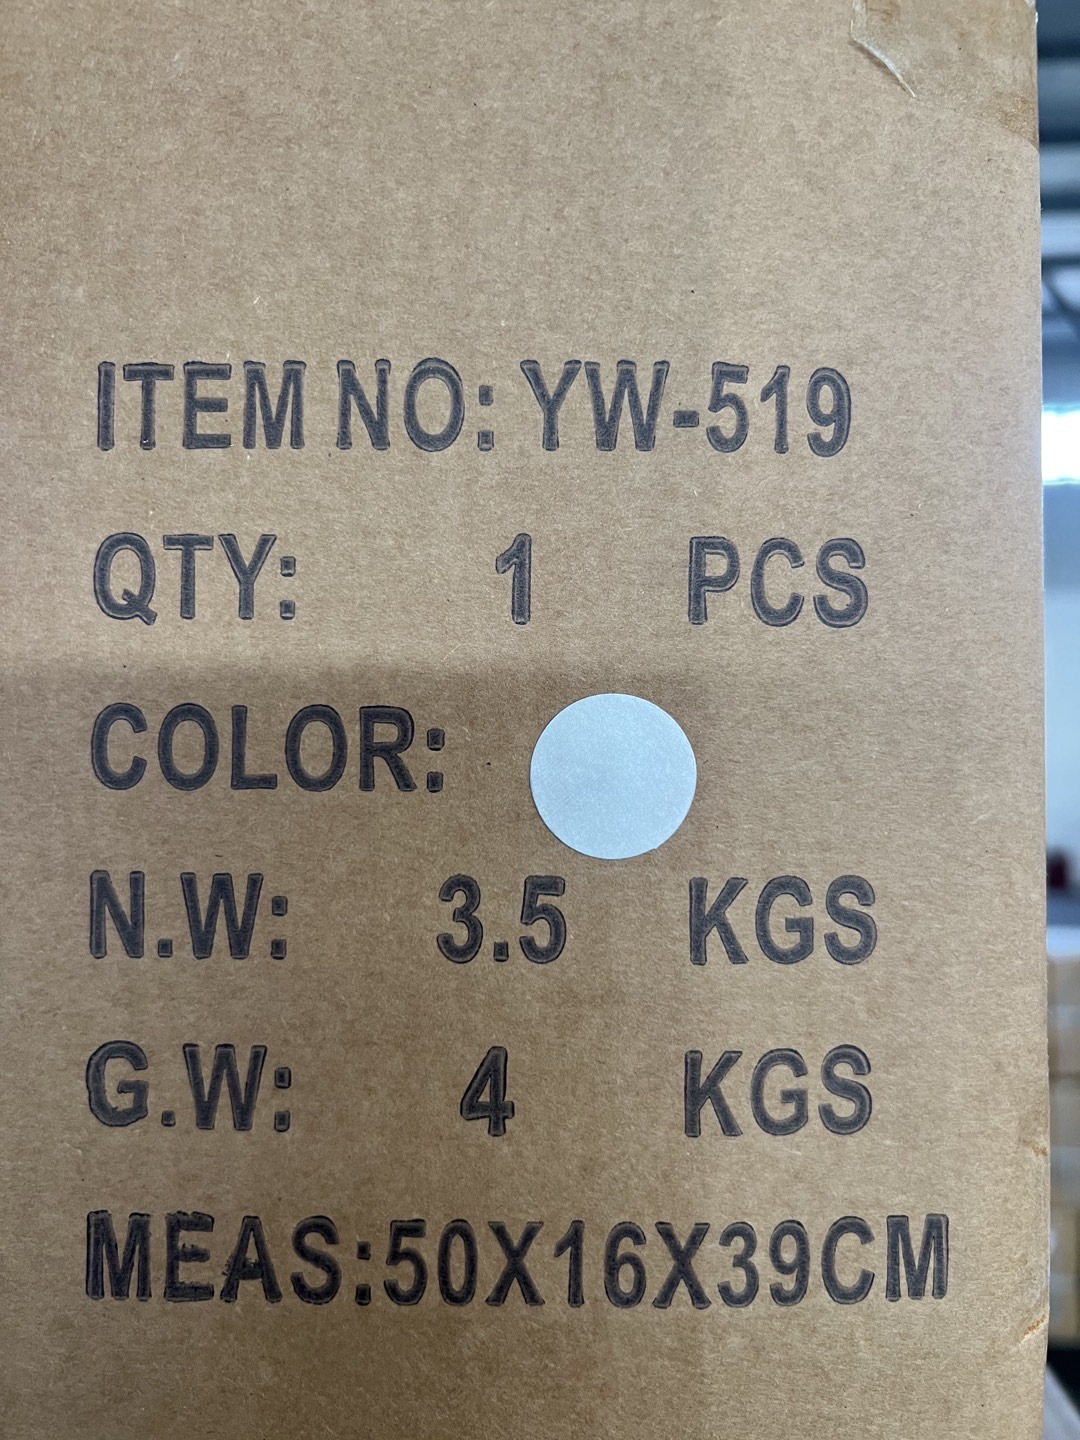 ITEM NO: YW-519
QTY: 1 PCS
COLOR:
N.W: 3.5 KGS
G.W: 4 KGS
MEAS:50X16X39CM